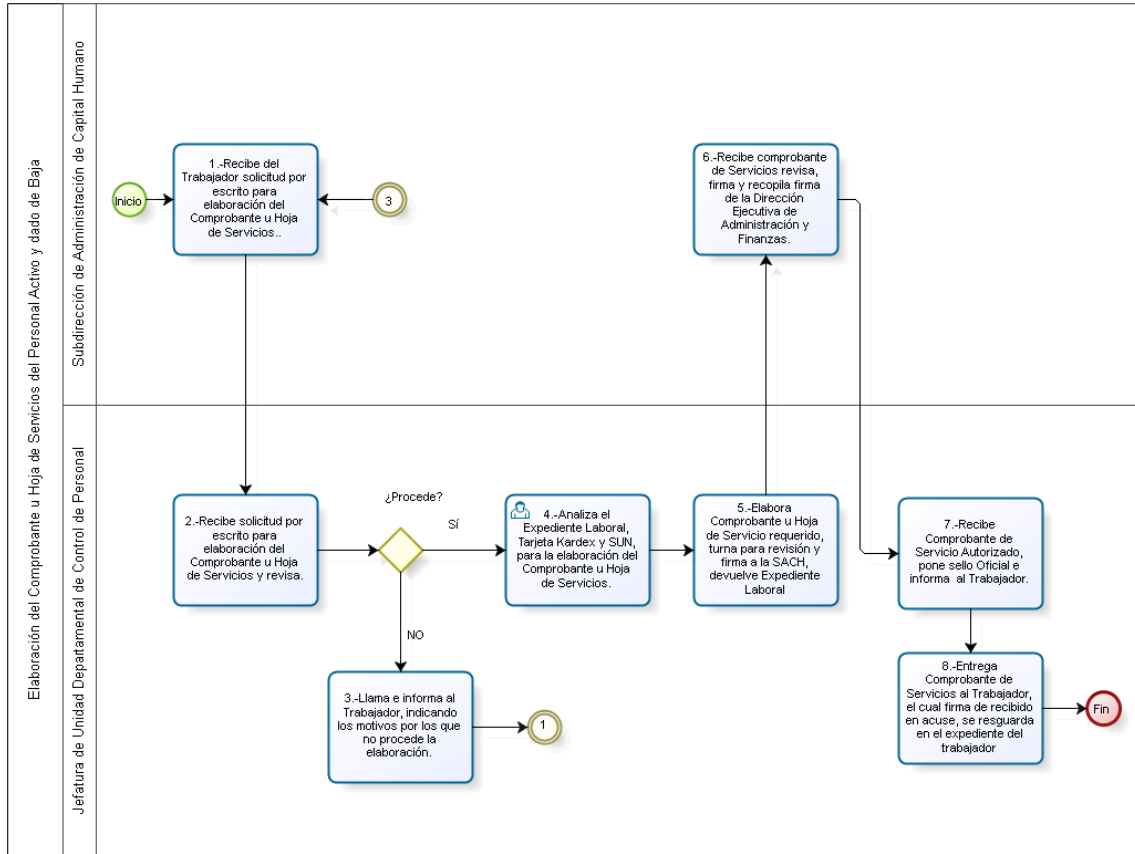 Elaboración del Comprobante u Hoja de Servicios del Personal Activo y dado de Baja
Subdirección de Administración de Capital Humano
Inicio
1.-Recibe del
Trabajador solicitud por
escrito para
elaboración del
Comprobante u Hoja
de Servicios..
3
6.-Recibe comprobante
de Servicios revisa,
firma y recopila firma
de la Dirección
Ejecutiva de
Administración y
Finanzas.
Jefatura de Unidad Departamental de Control de Personal
2.-Recibe solicitud por
escrito para
elaboración del
Comprobante u Hoja
de Servicios y revisa.
¿Procede?
Sí
NO
3.-Llama e informa al
Trabajador, indicando
los motivos por los que
no procede la
elaboración.
1
4.-Analiza el
Expediente Laboral,
Tarjeta Kardex y SUN,
para la elaboración del
Comprobante u Hoja
de Servicios.
5.-Elabora
Comprobante u Hoja
de Servicio requerido,
turna para revisión y
firma a la SACH,
devuelve Expediente
Laboral
7.-Recibe
Comprobante de
Servicio Autorizado,
pone sello Oficial e
informa al Trabajador.
8.-Entrega
Comprobante de
Servicios al Trabajador,
el cual firma de recibido
en acuse, se resguarda
en el expediente del
trabajador
Fin